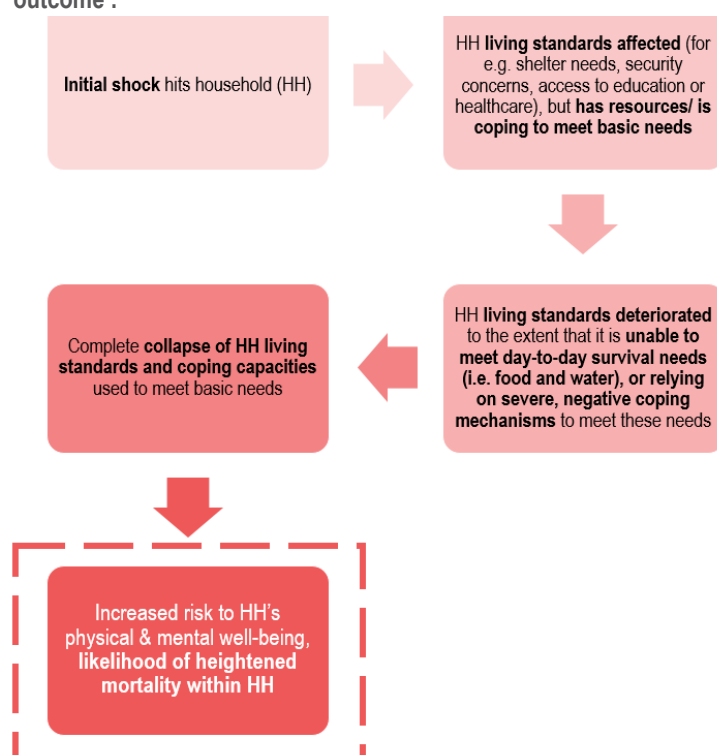 outcome :
Initial shock hits household (HH)
HH living standards affected (for
e.g. shelter needs, security
concerns, access to education or
healthcare), but has resources/ is
coping to meet basic needs
HH living standards deteriorated
to the extent that it is unable to
meet day-to-day survival needs
(i.e. food and water), or relying
on severe, negative coping
mechanisms to meet these needs
Complete collapse of HH living
standards and coping capacities
used to meet basic needs
Increased risk to HH’s
physical & mental well-being,
likelihood of heightened
mortality within HH